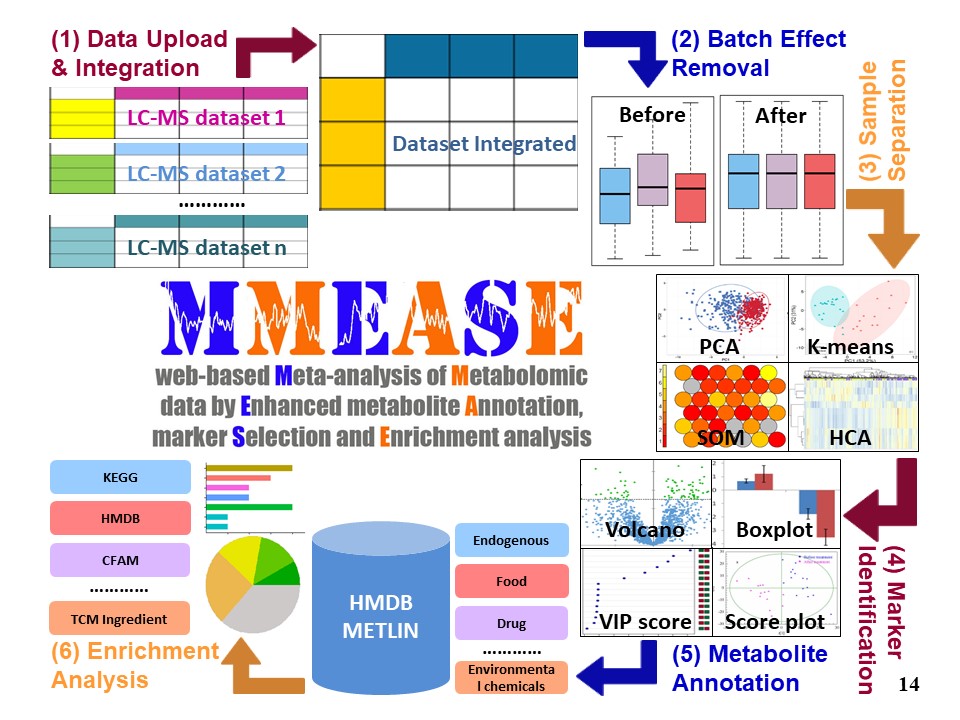 (1) Data Upload
& Integration
(2) Batch Effect
Removal
(3) Sample
Separation
LC-MS dataset 1
LC-MS dataset 2
…………
LC-MS dataset n
Dataset Integrated
Before
After
PCA
K-means
SOM
HCA
MMEASE
web-based Meta-analysis of Metabolomic
data by Enhanced metabolite Annotation,
marker Selection and Enrichment analysis
KEGG
HMDB
CFAM
…………
TCM Ingredient
HMDB
METLIN
Endogenous
Food
Drug
…………
Environmenta
l chemicals
Volcano
Boxplot
VIP score
Score plot
(4) Marker
Identification
(5) Metabolite
Annotation
(6) Enrichment
Analysis
14